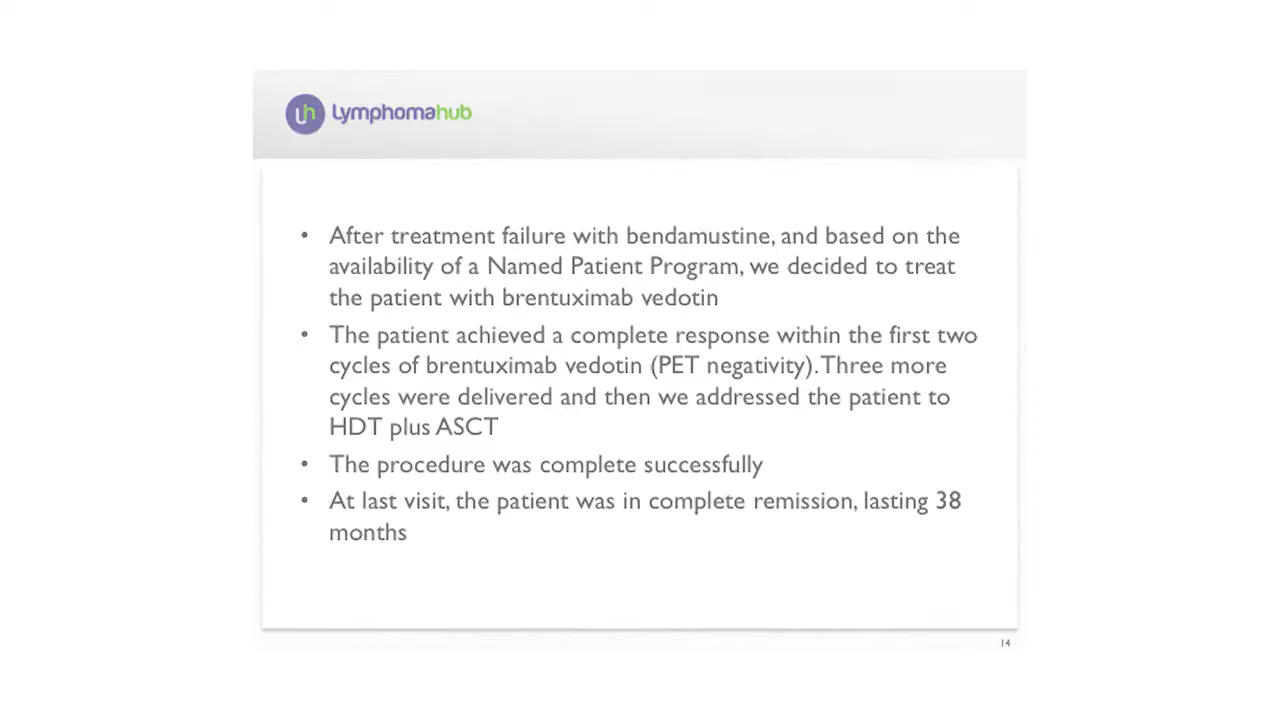 Uh Lymphomahub
• After treatment failure with bendamustine, and based on the
availability of a Named Patient Program, we decided to treat
the patient with brentuximab vedotin
• The patient achieved a complete response within the first two
cycles of brentuximab vedotin (PET negativity). Three more
cycles were delivered and then we addressed the patient to
HDT plus ASCT
• The procedure was complete successfully
• At last visit, the patient was in complete remission, lasting 38
months
14